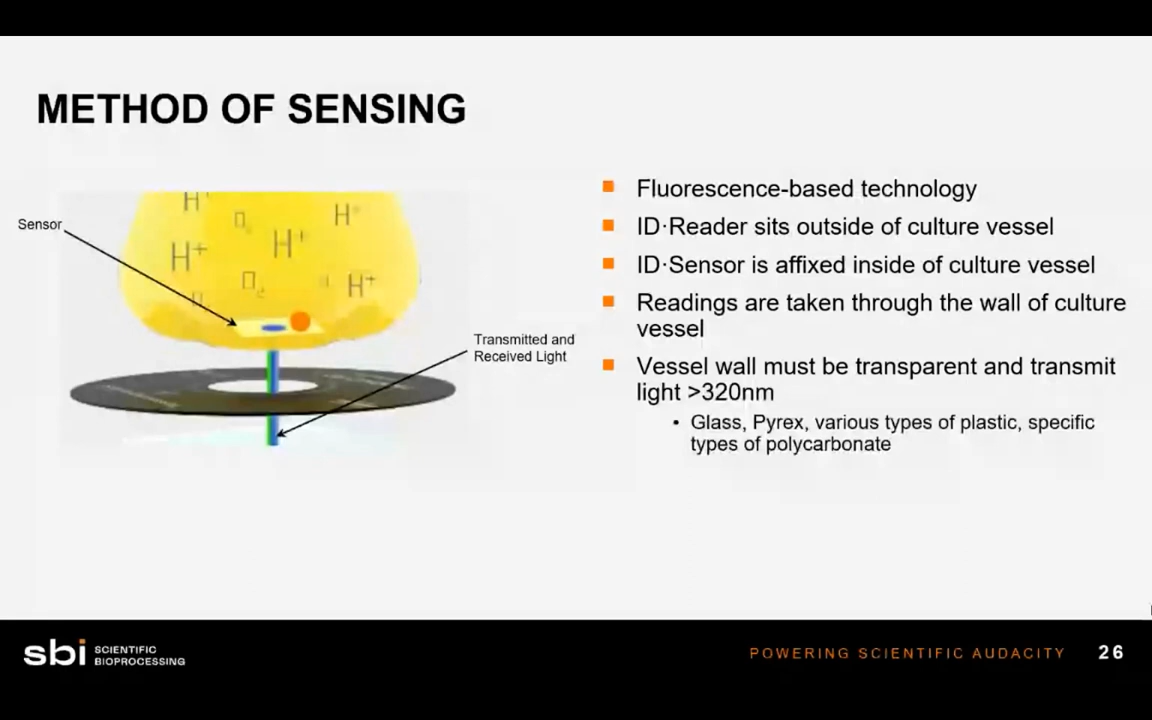 METHOD OF SENSING
Sensor
H+
O2
H+
H+
H+
O2
H+
Transmitted and
Received Light
Fluorescence-based technology
ID·Reader sits outside of culture vessel
ID·Sensor is affixed inside of culture vessel
Readings are taken through the wall of culture
vessel
Vessel wall must be transparent and transmit
light >320nm
• Glass, Pyrex, various types of plastic, specific
types of polycarbonate
sbi SCIENTIFIC
BIOPROCESSING
POWERING SCIENTIFIC AUDACITY 26